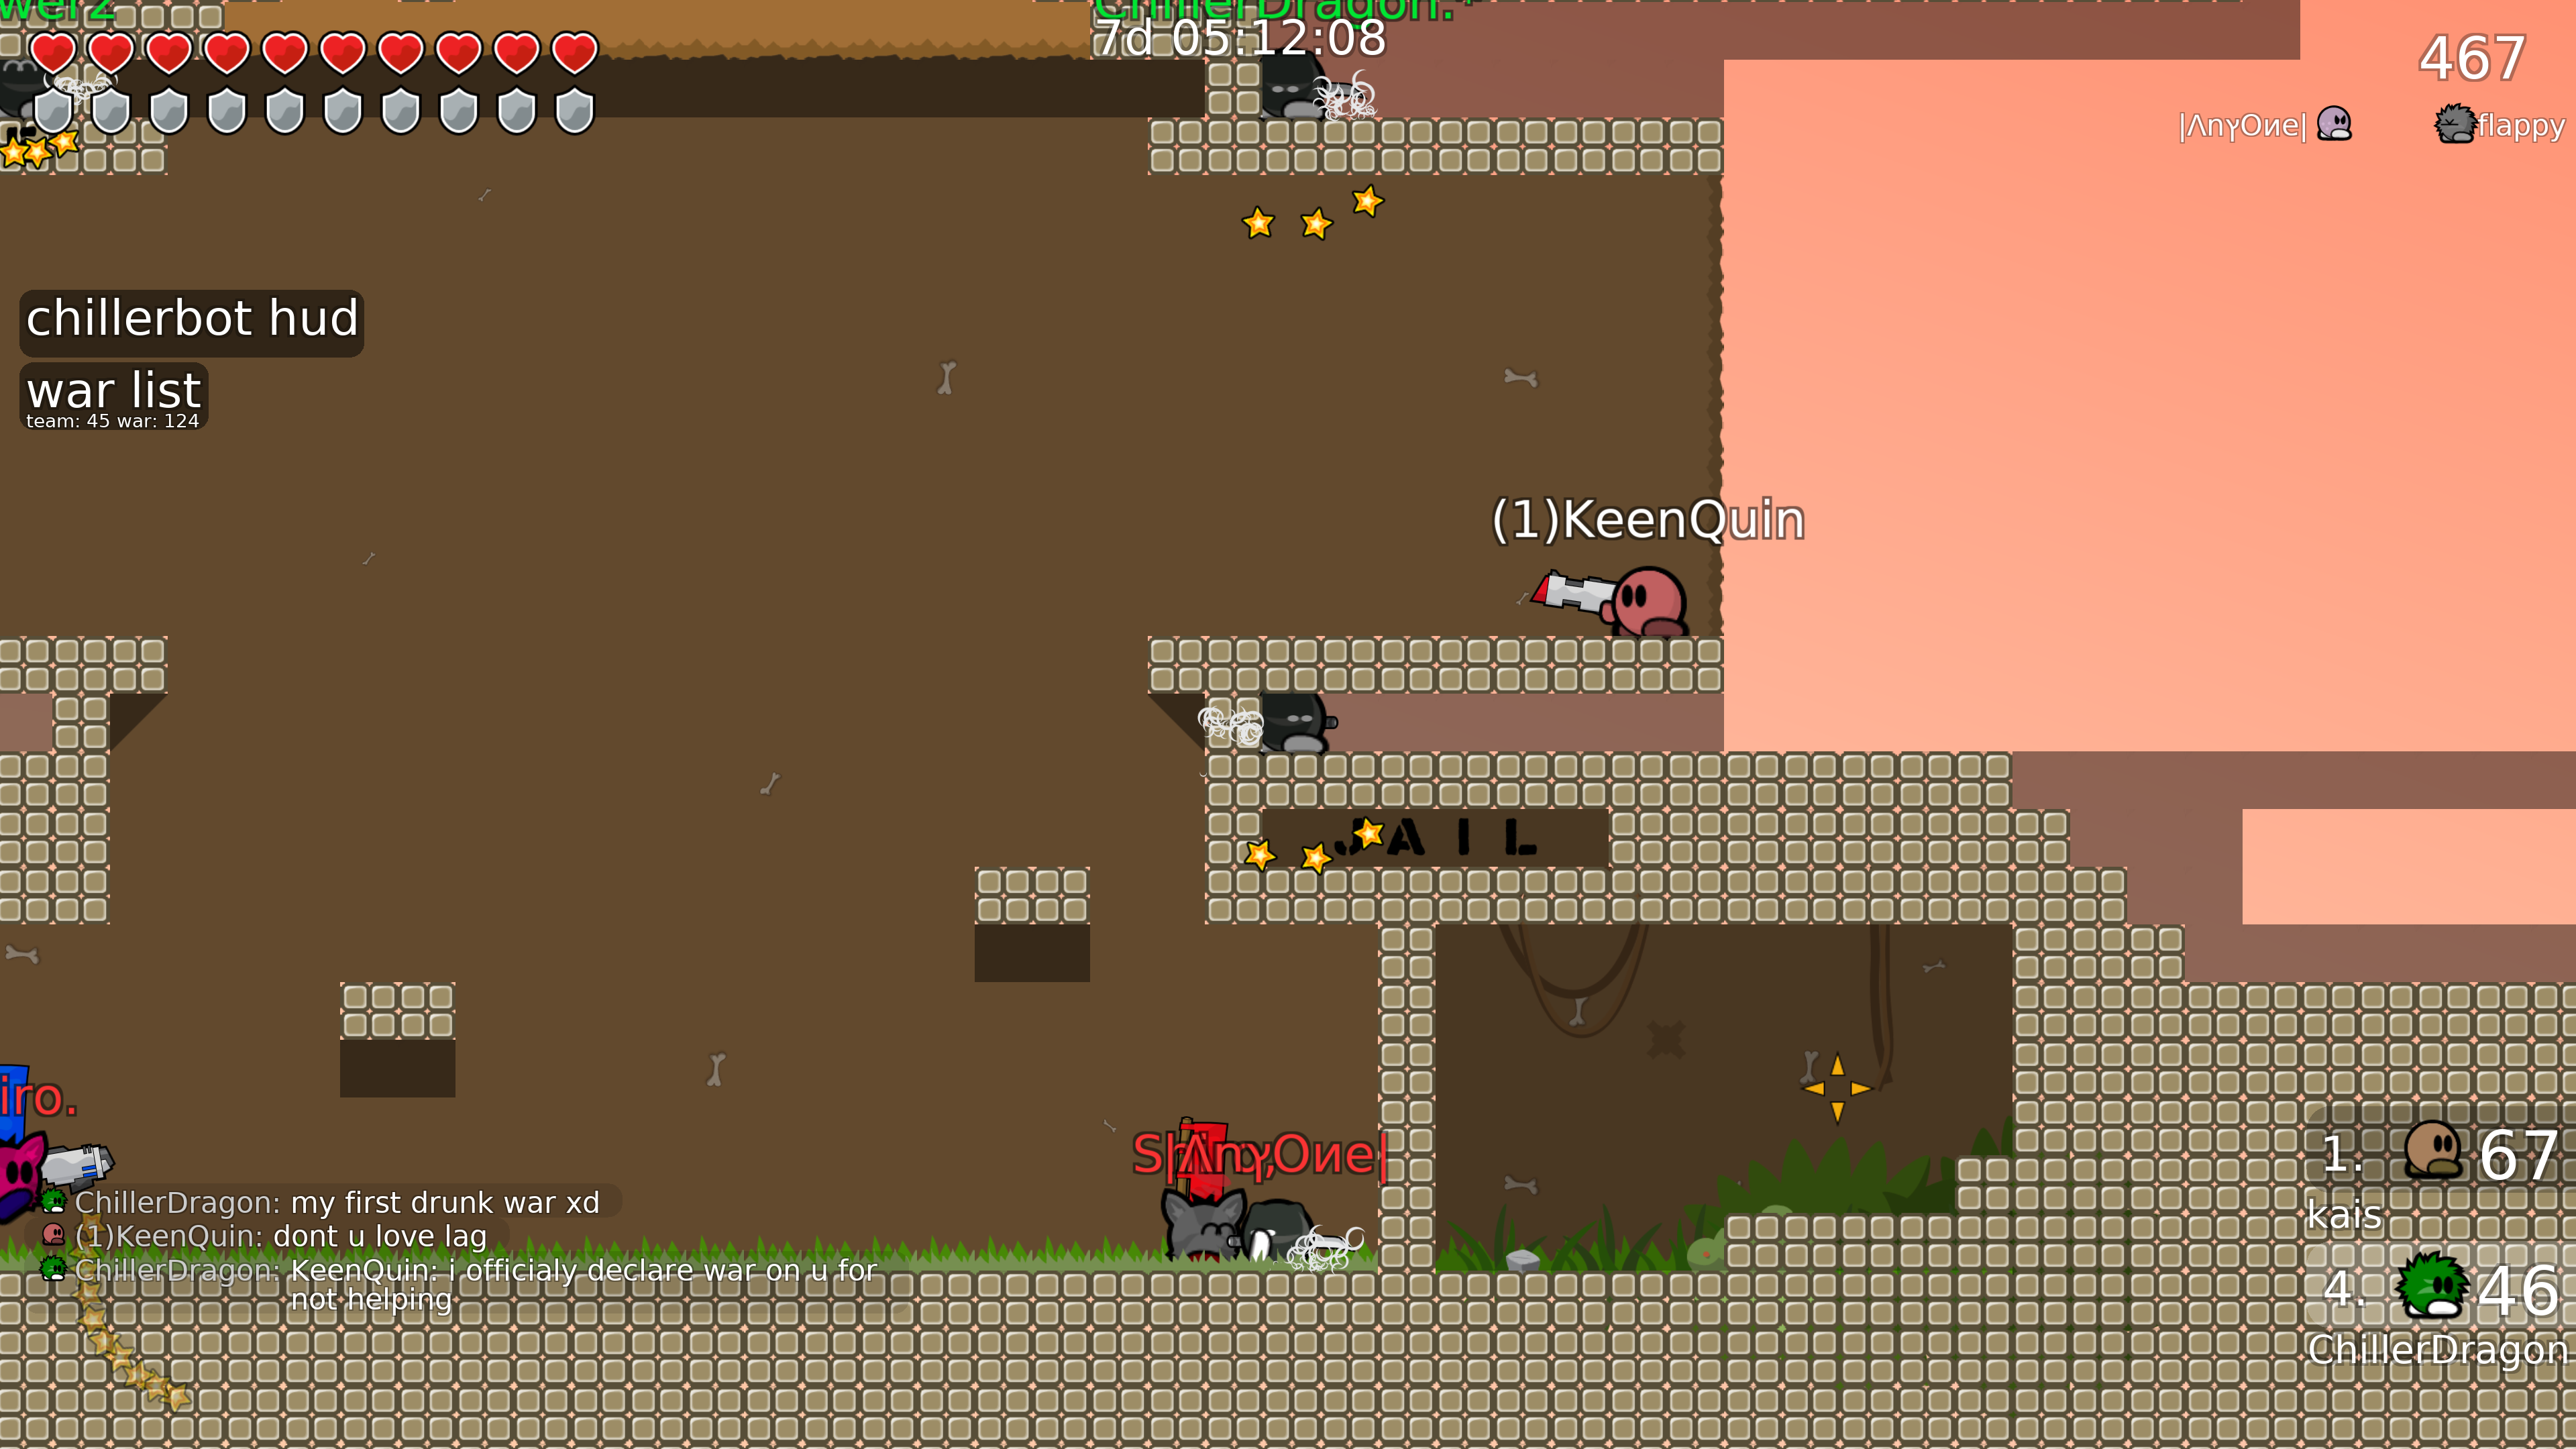 ChillerDragon.*
7d 05:12:08
467
|ΛnγOиe|
flappy
chillerbot hud
war list
team: 45 war: 124
(1)KeenQuin
JAIL
iro.
|ΛnγOиe|
ChillerDragon: my first drunk war xd
(1)KeenQuin: dont u love lag
ChillerDragon: KeenQuin: i officialy declare war on u for
not helping
1. 67
kais
4. 46
ChillerDragon